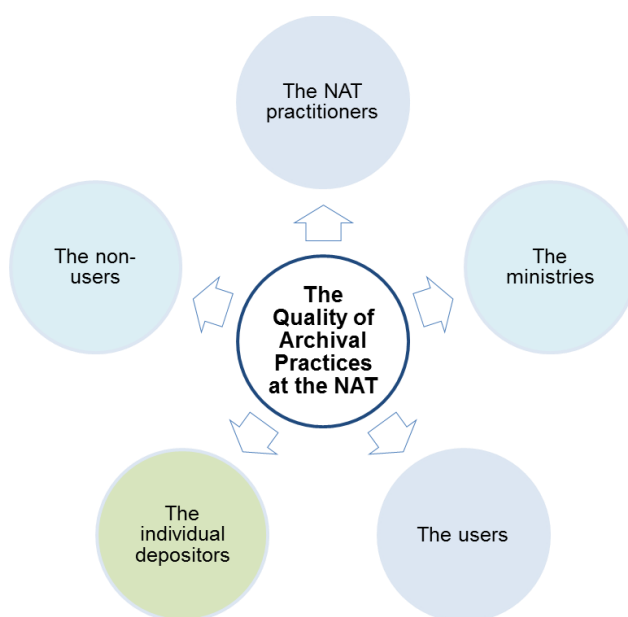 The NAT
practitioners
The non-
users
The
ministries
The
Quality of
Archival
Practices
at the NAT
The
individual
depositors
The users